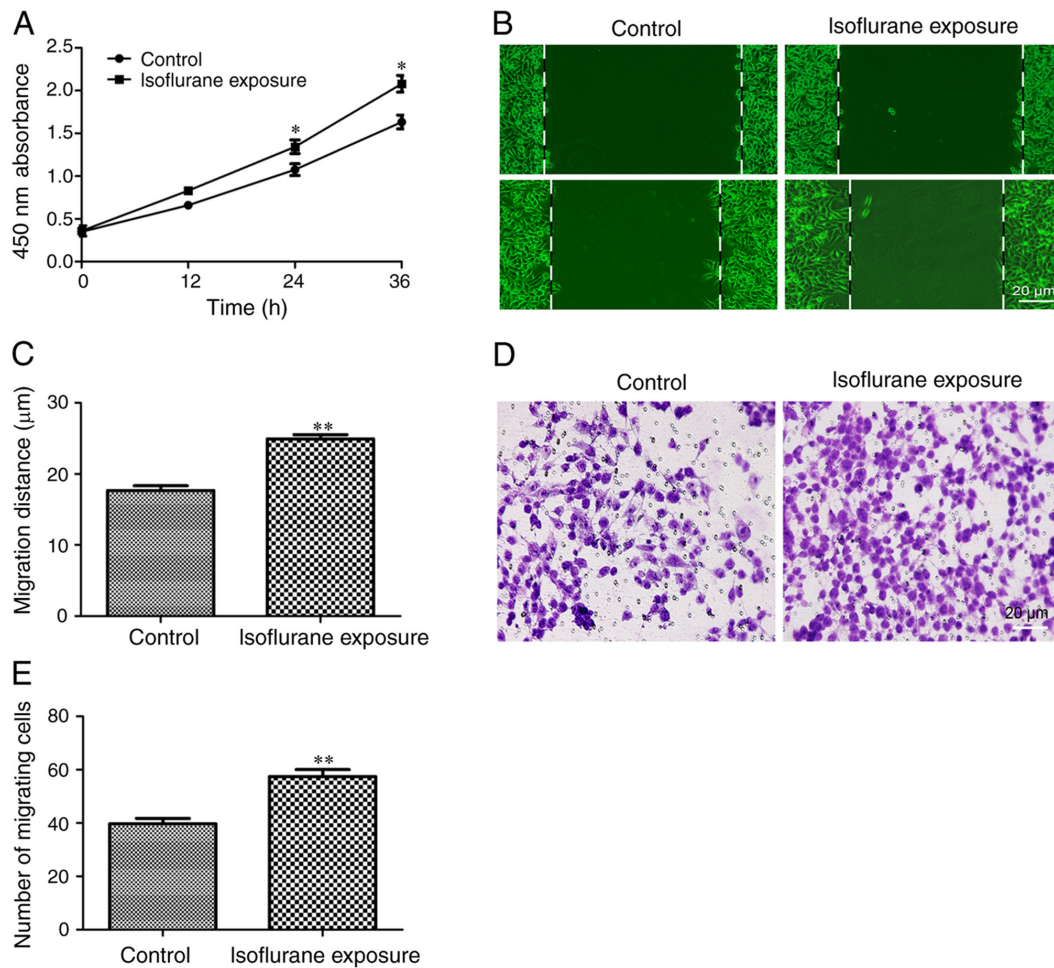 A
2.5
2.0
1.5
1.0
0.5
0.0
450 nm absorbance
Control
Isoflurane exposure
*
*
0
12
24
36
Time (h)
B
Control
Isoflurane exposure
20 μm
C
30
20
10
0
Migration distance (μm)
**
Control
Isoflurane exposure
D
Control
Isoflurane exposure
20 μm
E
80
60
40
20
0
Number of migrating cells
**
Control
Isoflurane exposure